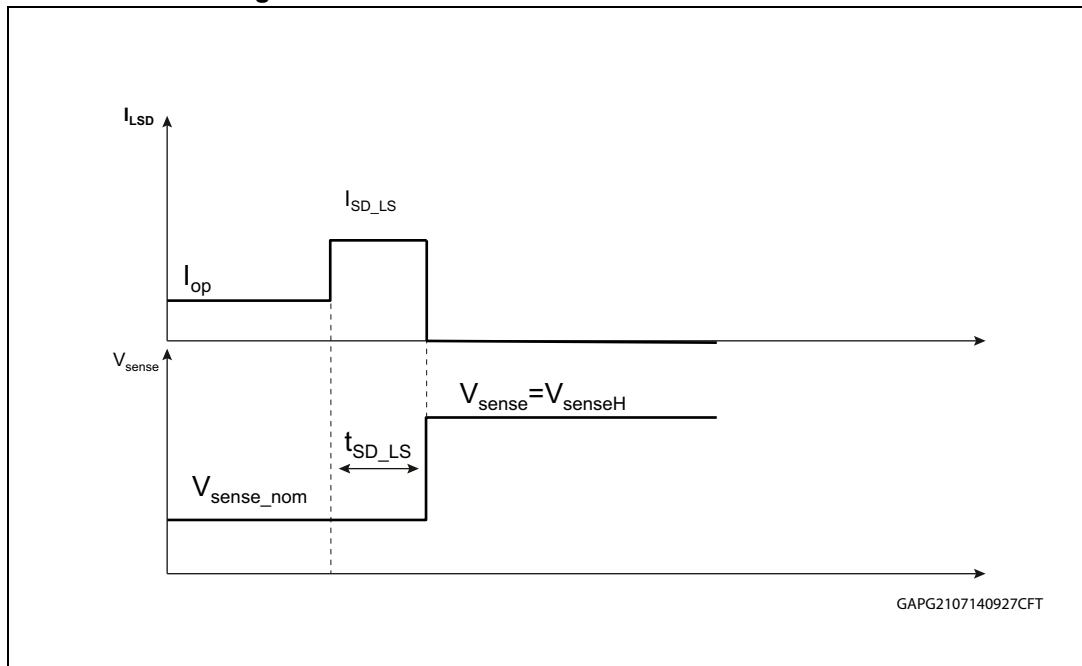 I_LSD
I_SD_LS
I_op
V_sense
V_sense=V_senseH
t_SD_LS
V_sense_nom
GAPG2107140927CFT